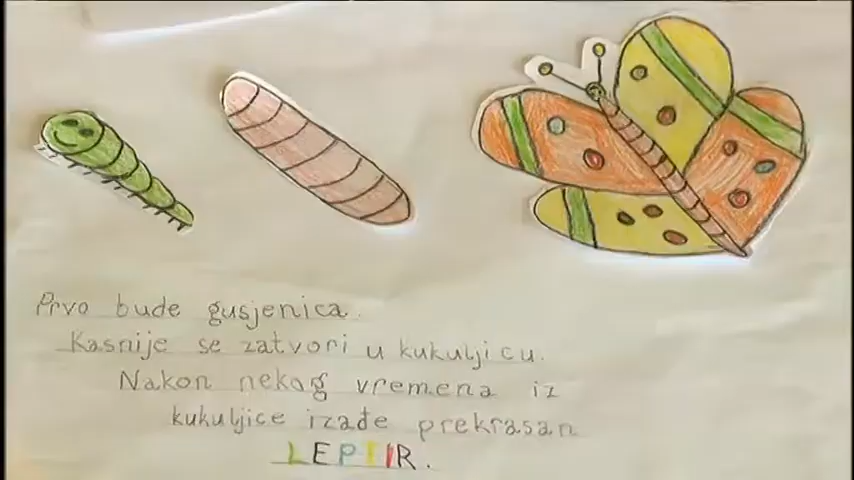 Prvo bude gusjenica.
Kasnije se zatvori u kukuljicu.
Nakon nekog vremena iz
kukuljice izađe prekrasan
LEPTIR.